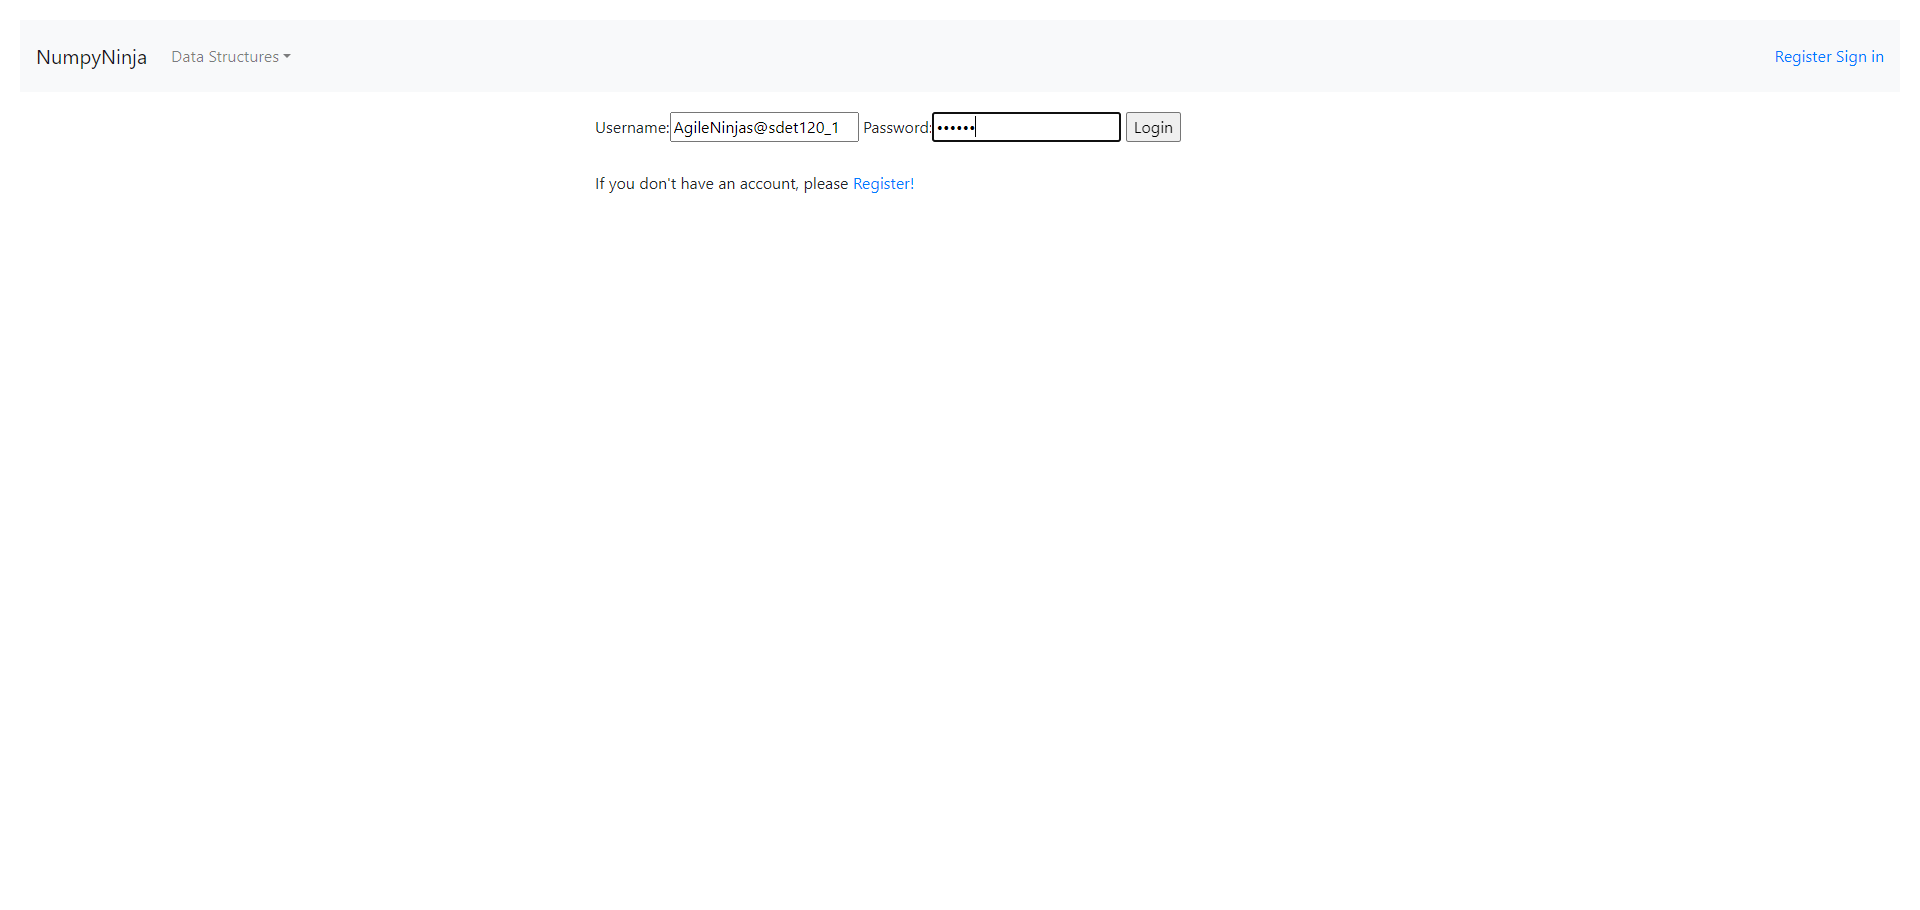 NumpyNinja Data Structures Register Sign in
Username: AgileNinjas@sdet120_1 Password: •••••• Login
If you don't have an account, please Register!